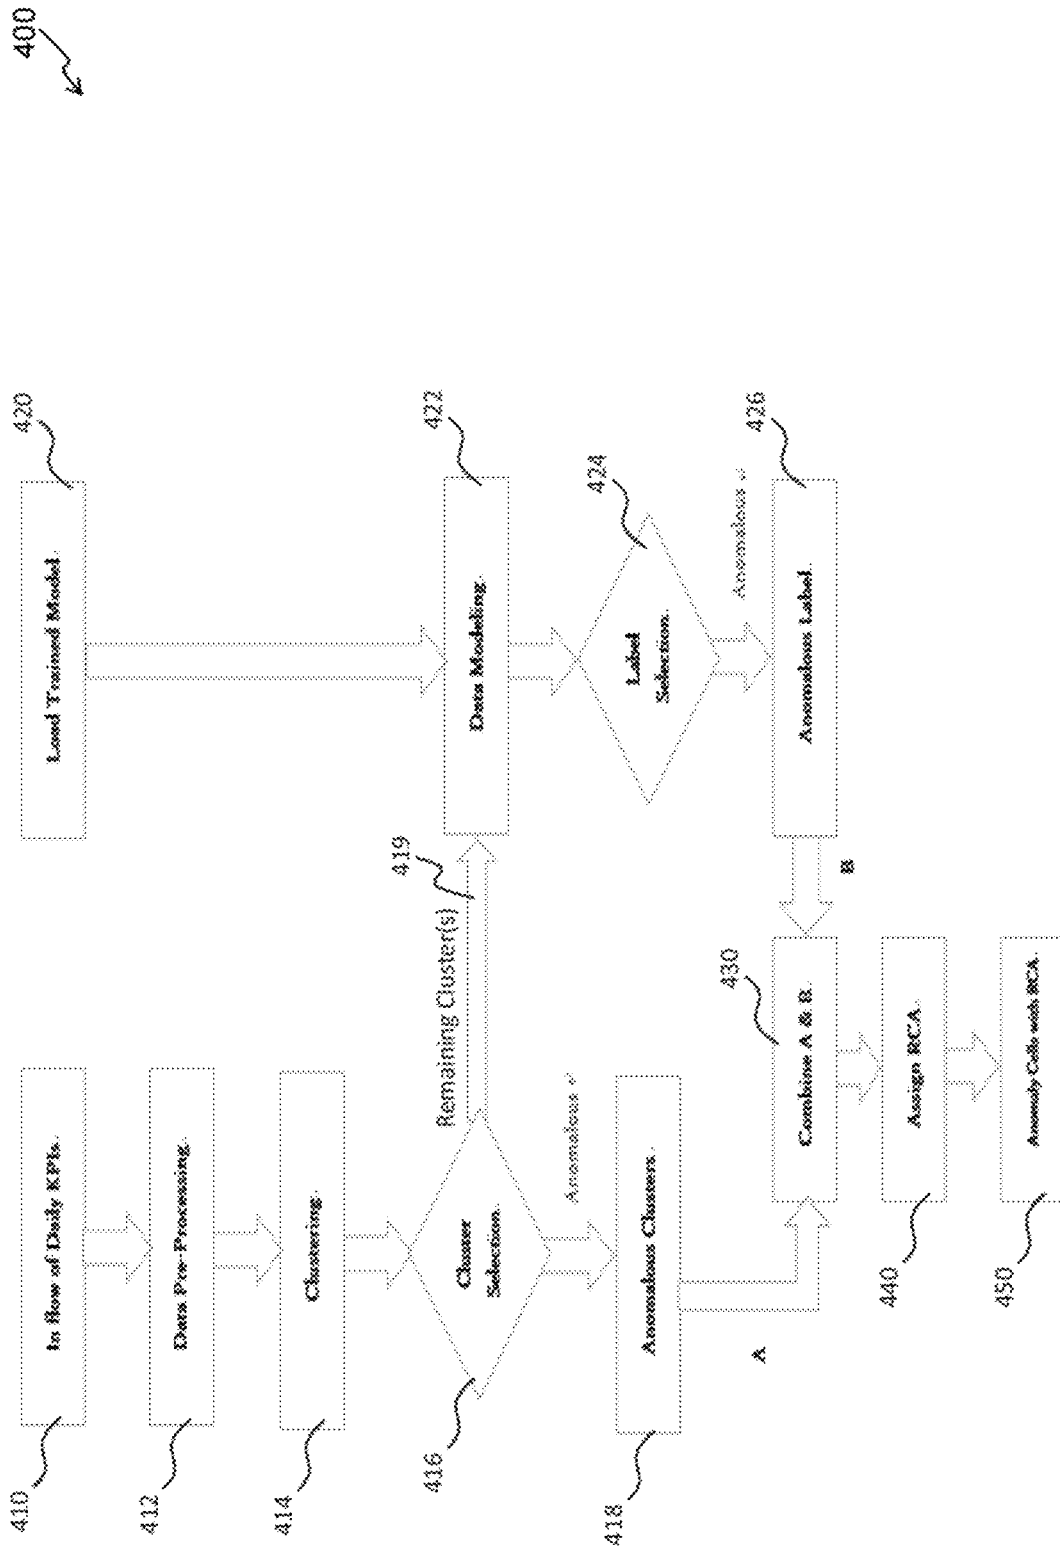 400
410
In flow of Daily KPIs.
412
Data Pre-Processing.
414
Clustering.
416
Cluster
Selection.
Remaining Cluster(s)
419
Anomalous ↵
418
Anomalous Clusters.
A
420
Load Trained Model.
422
Data Modeling.
424
Label
Selection.
Anomalous ↵
426
Anomalous Label.
B
430
Combine A & B.
440
Assign RCA.
450
Anomaly Cells with RCA.